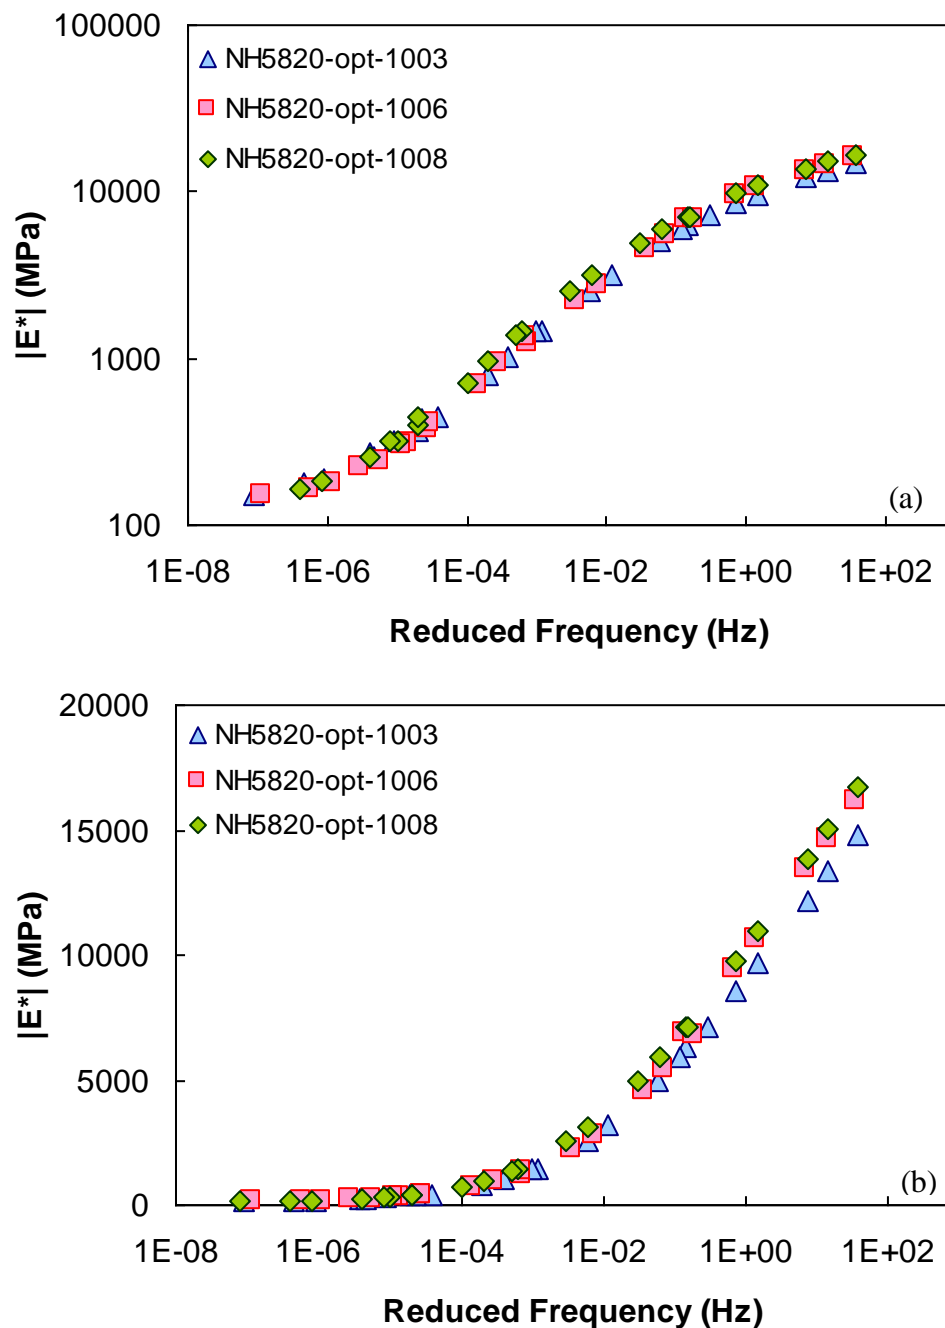 100000
NH5820-opt-1003
NH5820-opt-1006
NH5820-opt-1008
10000
|E*| (MPa)
1000
100
(a)
1E-08 1E-06 1E-04 1E-02 1E+00 1E+02
Reduced Frequency (Hz)
20000
NH5820-opt-1003
NH5820-opt-1006
NH5820-opt-1008
15000
|E*| (MPa)
10000
5000
0
(b)
1E-08 1E-06 1E-04 1E-02 1E+00 1E+02
Reduced Frequency (Hz)